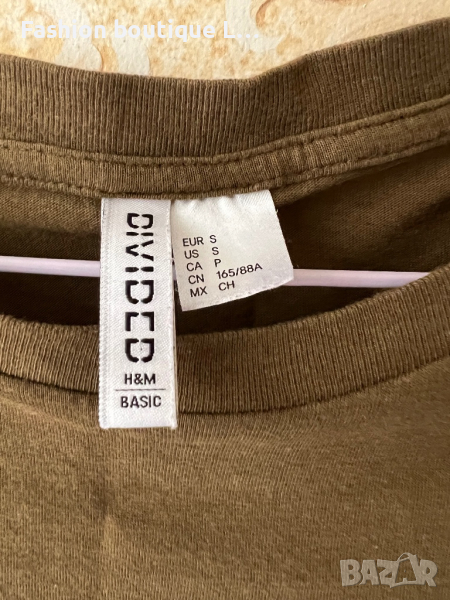 Fashion boutique L...
DIVIDED
H&M
BASIC
EUR S
US S
CA P
CN 165/88A
MX CH
BAZAR